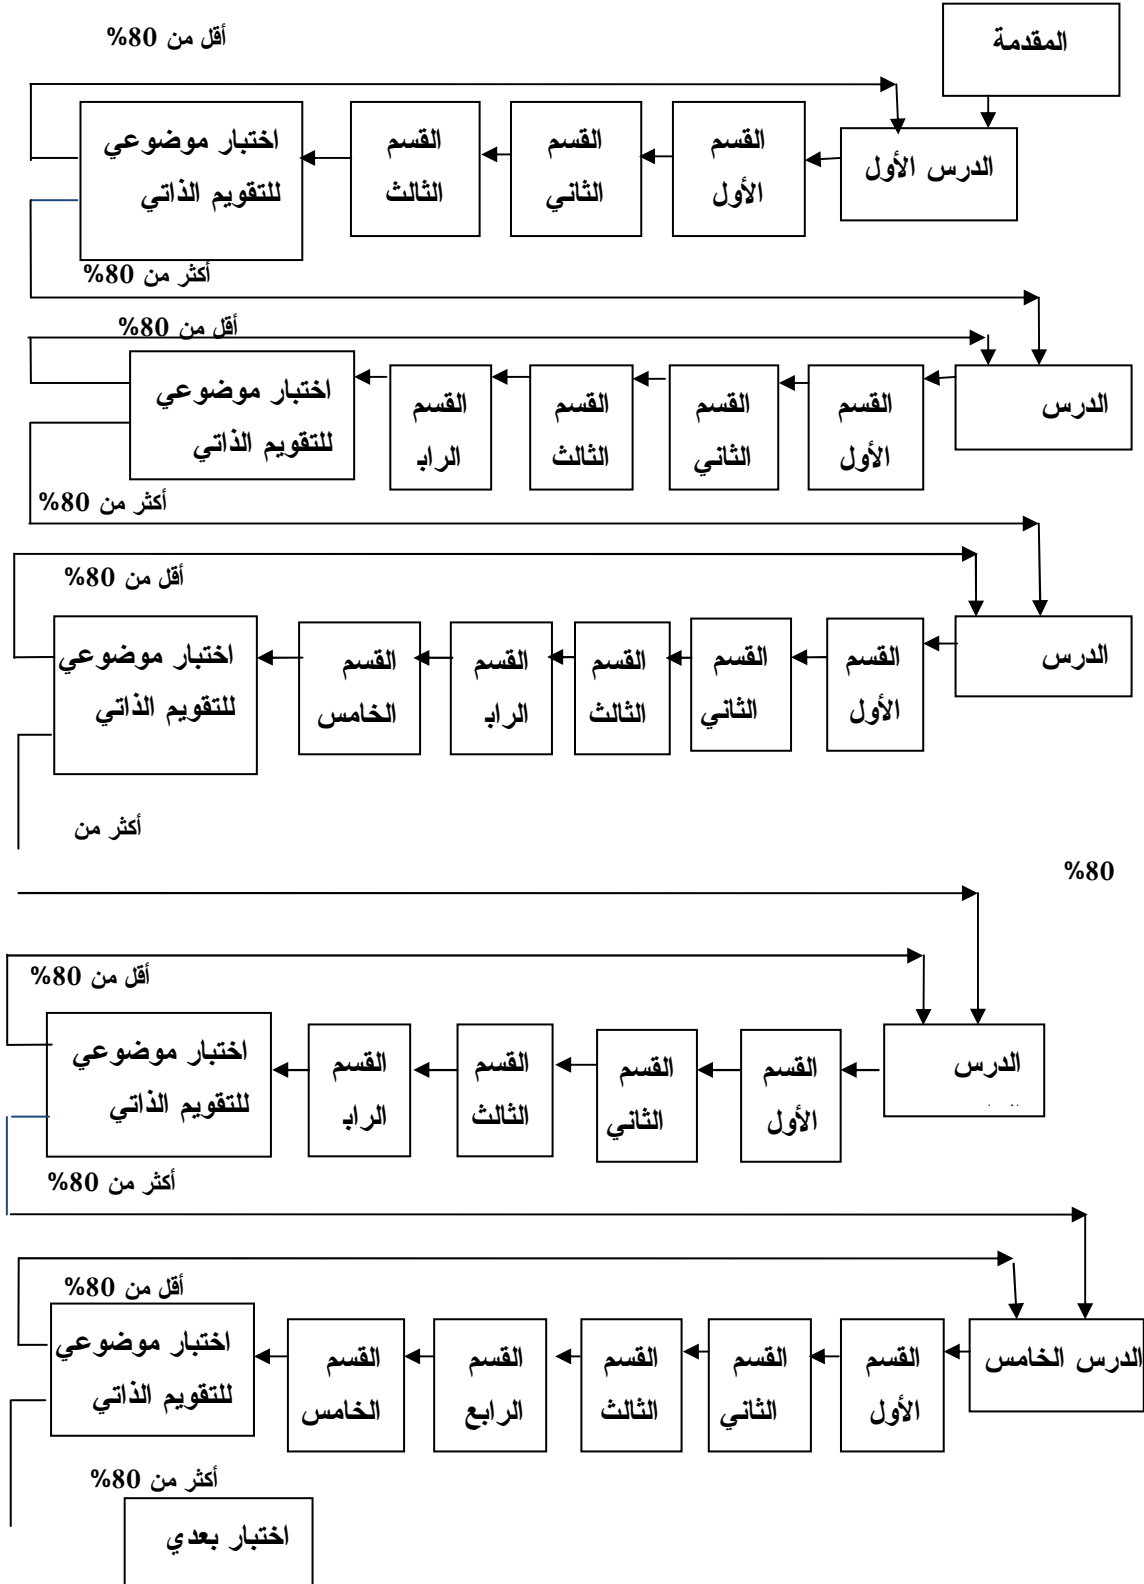 أقل من 80%
المقدمة
الدرس الأول
القسم
الأول
القسم
الثاني
القسم
الثالث
اختبار موضوعي
للتقويم الذاتي
أكثر من 80%
أقل من 80%
الدرس
القسم
الأول
القسم
الثاني
القسم
الثالث
القسم
الراب
اختبار موضوعي
للتقويم الذاتي
أكثر من 80%
أقل من 80%
الدرس
القسم
الأول
القسم
الثاني
القسم
الثالث
القسم
الراب
القسم
الخامس
اختبار موضوعي
للتقويم الذاتي
أكثر من
80%
أقل من 80%
الدرس
القسم
الأول
القسم
الثاني
القسم
الثالث
القسم
الراب
اختبار موضوعي
للتقويم الذاتي
أكثر من 80%
أقل من 80%
الدرس الخامس
القسم
الأول
القسم
الثاني
القسم
الثالث
القسم
الرابع
القسم
الخامس
اختبار موضوعي
للتقويم الذاتي
أكثر من 80%
اختبار بعدي